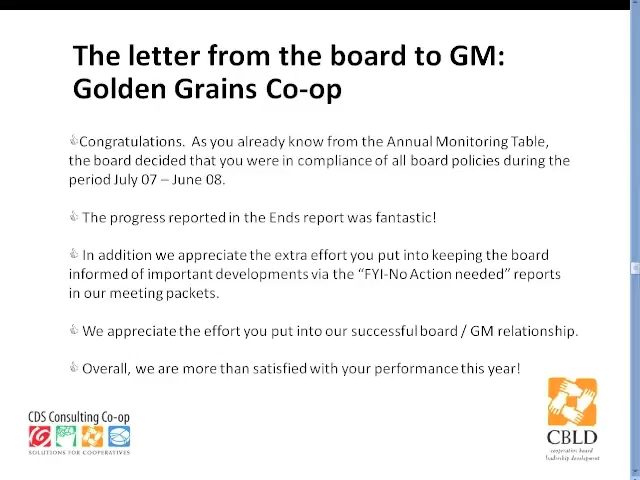 The letter from the board to GM:
Golden Grains Co-op
Congratulations. As you already know from the Annual Monitoring Table,
the board decided that you were in compliance of all board policies during the
period July 07 – June 08.
The progress reported in the Ends report was fantastic!
In addition we appreciate the extra effort you put into keeping the board
informed of important developments via the “FYI-No Action needed” reports
in our meeting packets.
We appreciate the effort you put into our successful board / GM relationship.
Overall, we are more than satisfied with your performance this year!
CDS Consulting Co-op
SOLUTIONS FOR COOPERATIVES
CBLD
cooperative board
leadership development